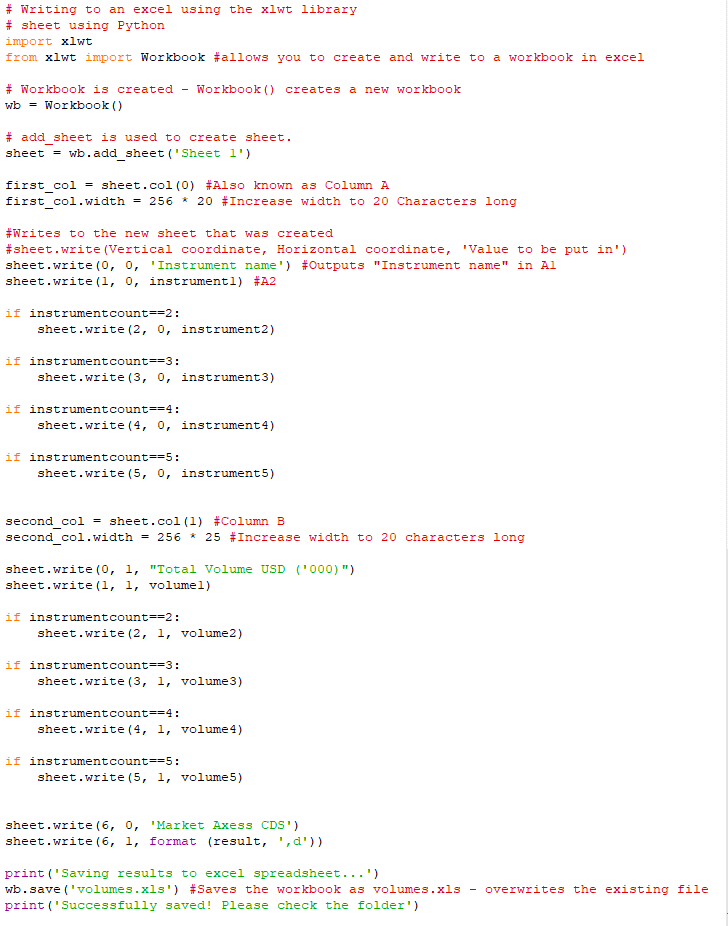 # Writing to an excel using the xlwt library
# sheet using Python
import xlwt
from xlwt import Workbook #allows you to create and write to a workbook in excel
# Workbook is created - Workbook() creates a new workbook
wb = Workbook()
# add_sheet is used to create sheet.
sheet = wb.add_sheet('Sheet 1')
first_col = sheet.col(0) #Also known as Column A
first_col.width = 256 * 20 #Increase width to 20 Characters long
#Writes to the new sheet that was created
#sheet.write(Vertical coordinate, Horizontal coordinate, 'Value to be put in')
sheet.write(0, 0, 'Instrument name') #Outputs "Instrument name" in A1
sheet.write(1, 0, instrument1) #A2
if instrumentcount==2:
    sheet.write(2, 0, instrument2)
if instrumentcount==3:
    sheet.write(3, 0, instrument3)
if instrumentcount==4:
    sheet.write(4, 0, instrument4)
if instrumentcount==5:
    sheet.write(5, 0, instrument5)
second_col = sheet.col(1) #Column B
second_col.width = 256 * 25 #Increase width to 20 characters long
sheet.write(0, 1, "Total Volume USD ('000)")
sheet.write(1, 1, volume1)
if instrumentcount==2:
    sheet.write(2, 1, volume2)
if instrumentcount==3:
    sheet.write(3, 1, volume3)
if instrumentcount==4:
    sheet.write(4, 1, volume4)
if instrumentcount==5:
    sheet.write(5, 1, volume5)
sheet.write(6, 0, 'Market Axess CDS')
sheet.write(6, 1, format (result, ',d'))
print('Saving results to excel spreadsheet...')
wb.save('volumes.xls') #Saves the workbook as volumes.xls - overwrites the existing file
print('Successfully saved! Please check the folder')